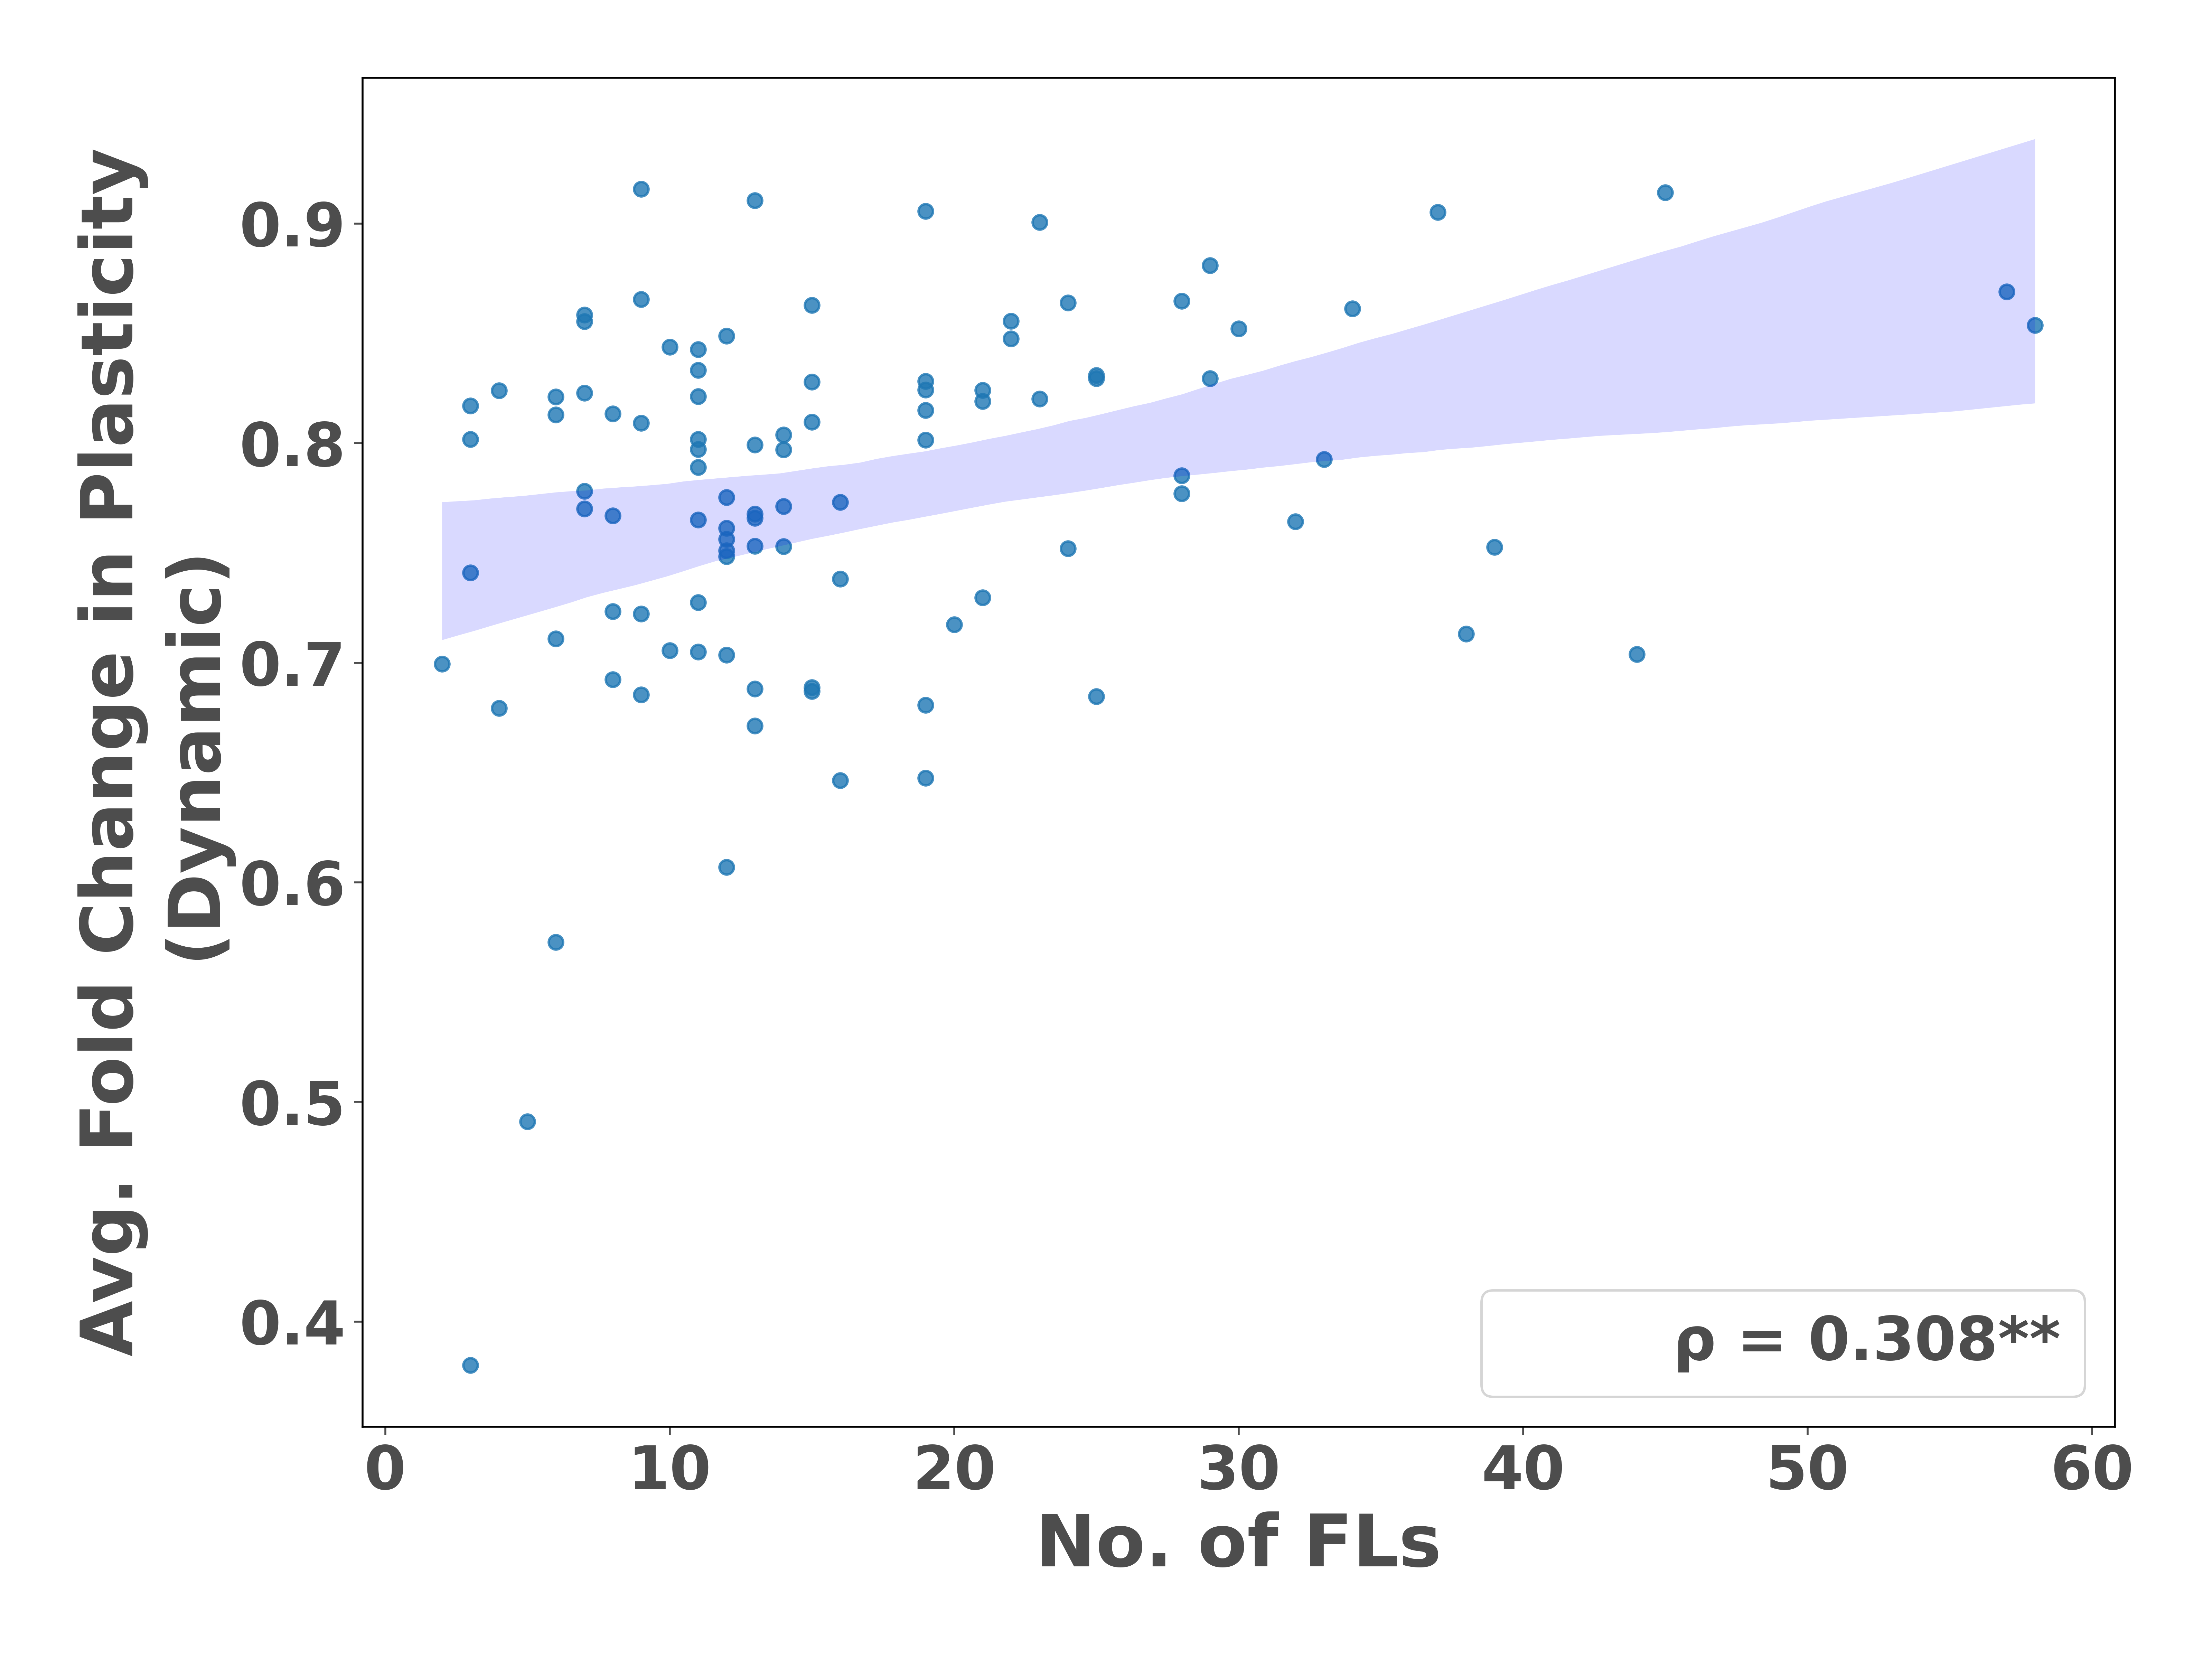 Avg. Fold Change in Plasticity
(Dynamic)
0.9
0.8
0.7
0.6
0.5
0.4
ρ = 0.308**
0 10 20 30 40 50 60
No. of FLs